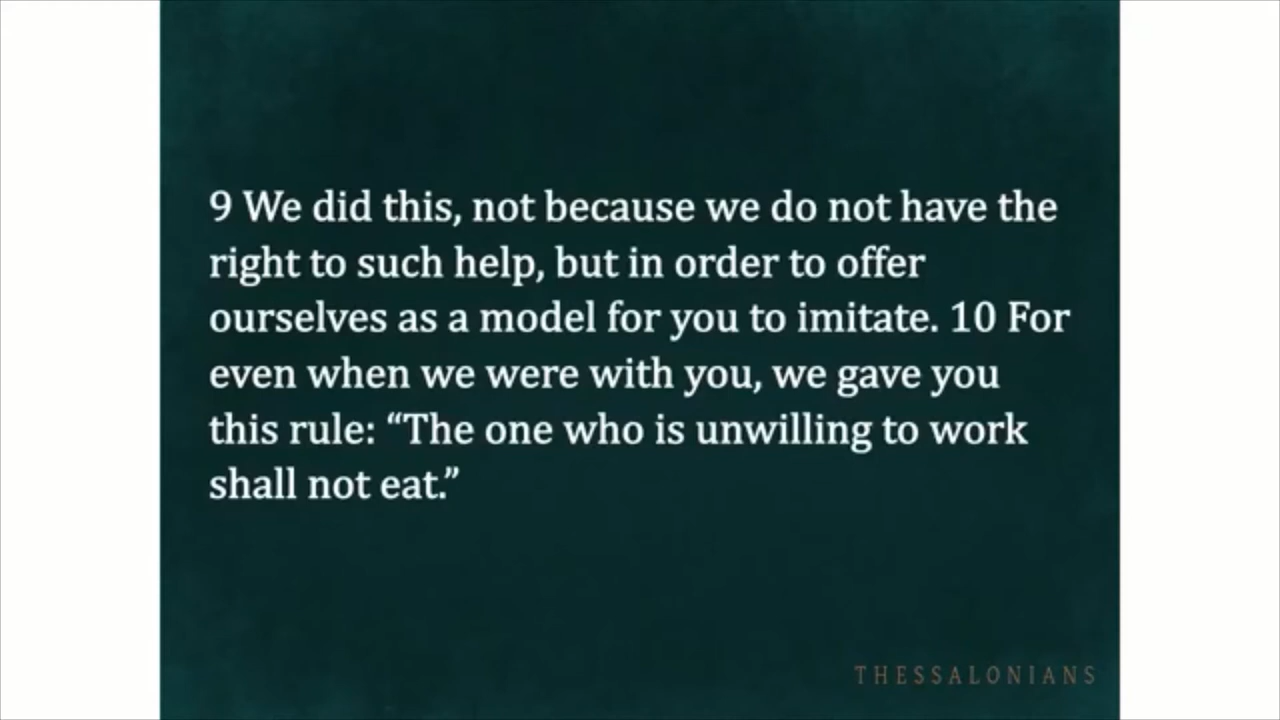 9 We did this, not because we do not have the
right to such help, but in order to offer
ourselves as a model for you to imitate. 10 For
even when we were with you, we gave you
this rule: “The one who is unwilling to work
shall not eat.”
THESSALONIANS